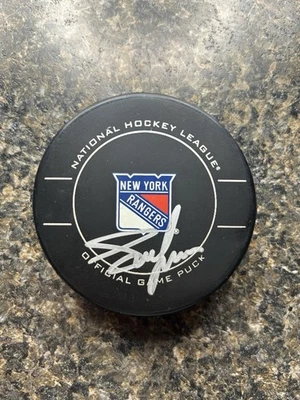 NATIONAL HOCKEY LEAGUE®
NEW YORK
RANGERS
OFFICIAL GAME PUCK